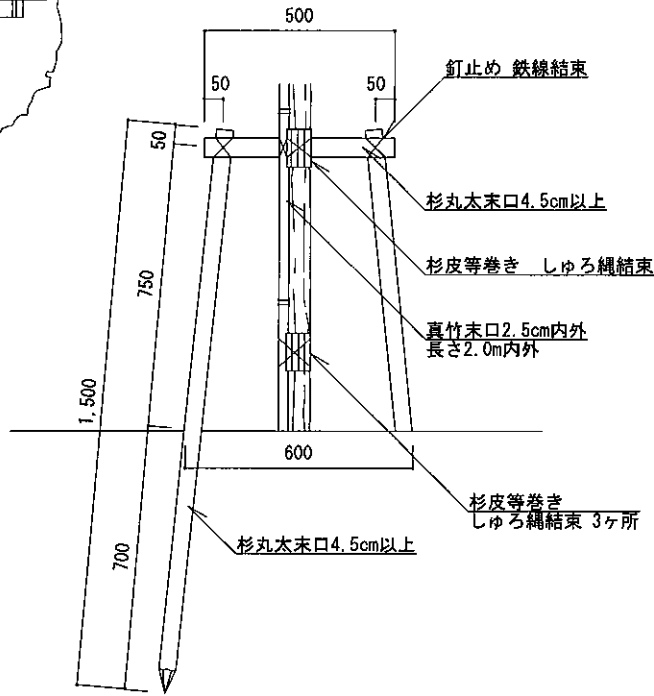 500
釘止め 鉄線結束
50
50
50
杉丸太末口4.5cm以上
杉皮等巻き しゅろ縄結束
750
真竹末口2.5cm内外
長さ2.0m内外
1,500
600
杉皮等巻き
しゅろ縄結束 3ヶ所
杉丸太末口4.5cm以上
700